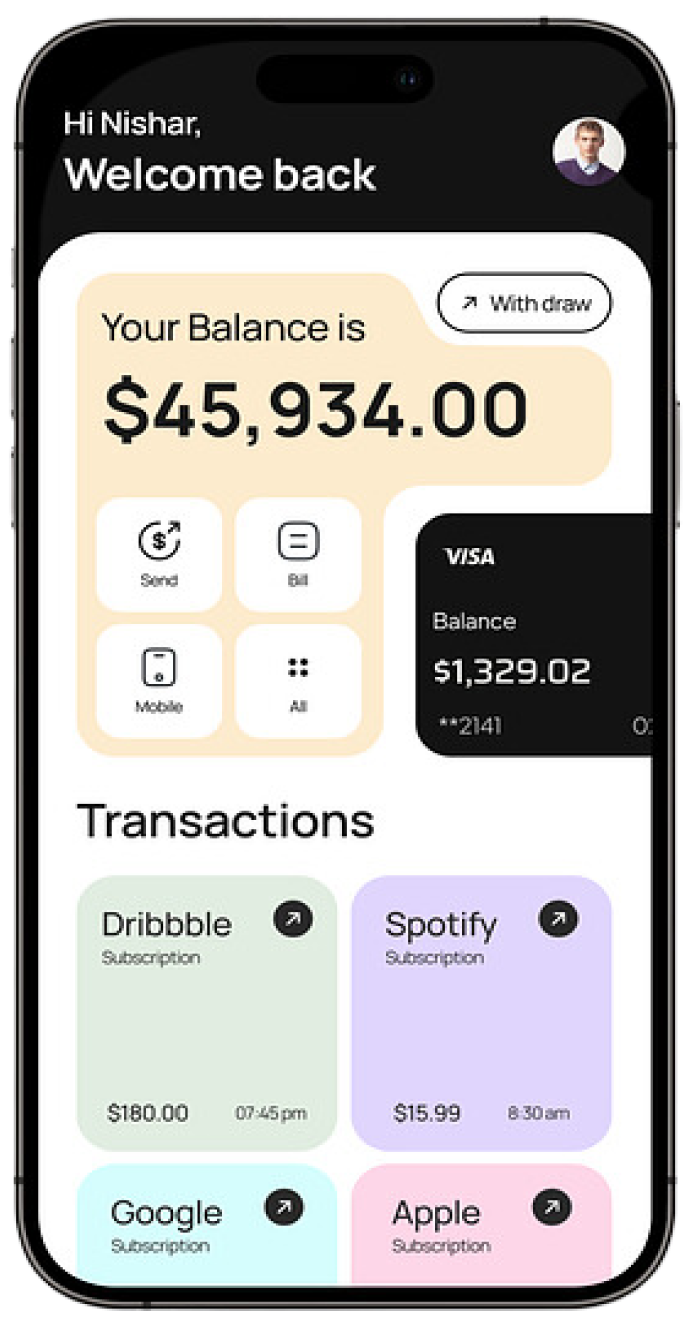 Hi Nishar,
Welcome back
With draw
Your Balance is
$45,934.00
Send
Bill
Mobile
All
VISA
Balance
$1,329.02
**2141
Transactions
Dribbble
Subscription
$180.00 07:45 pm
Spotify
Subscription
$15.99 8:30 am
Google
Subscription
Apple
Subscription